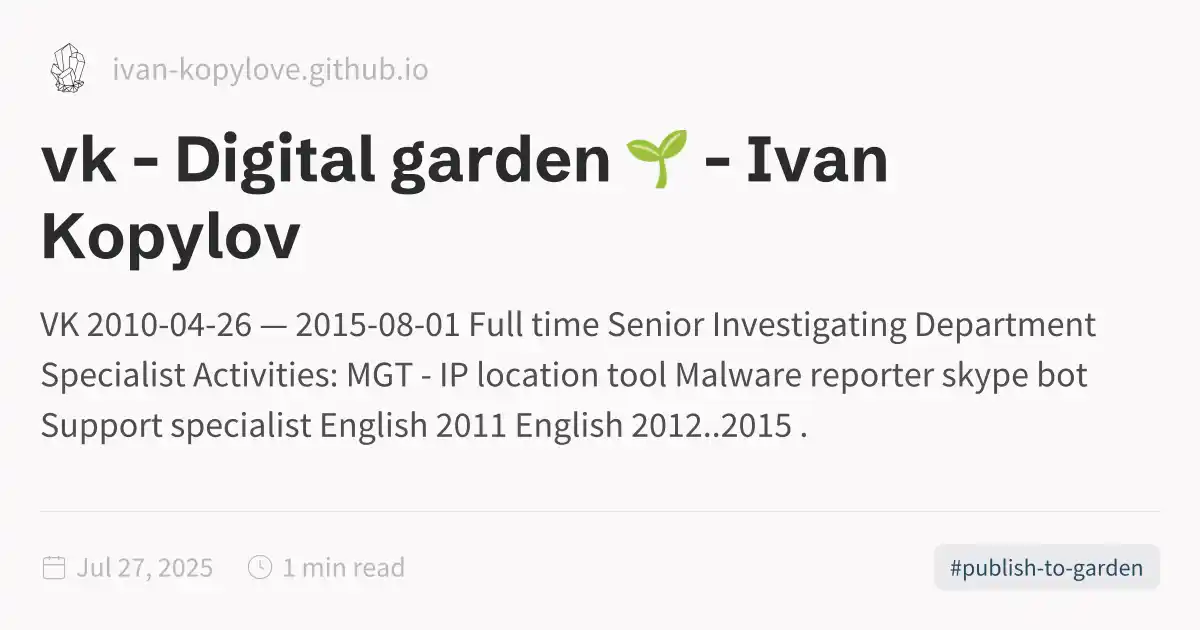 ivan-kopylove.github.io
vk - Digital garden 🌱 - Ivan
Kopylov
VK 2010-04-26 — 2015-08-01 Full time Senior Investigating Department
Specialist Activities: MGT - IP location tool Malware reporter skype bot
Support specialist English 2011 English 2012..2015 .
Jul 27, 2025 1 min read #publish-to-garden